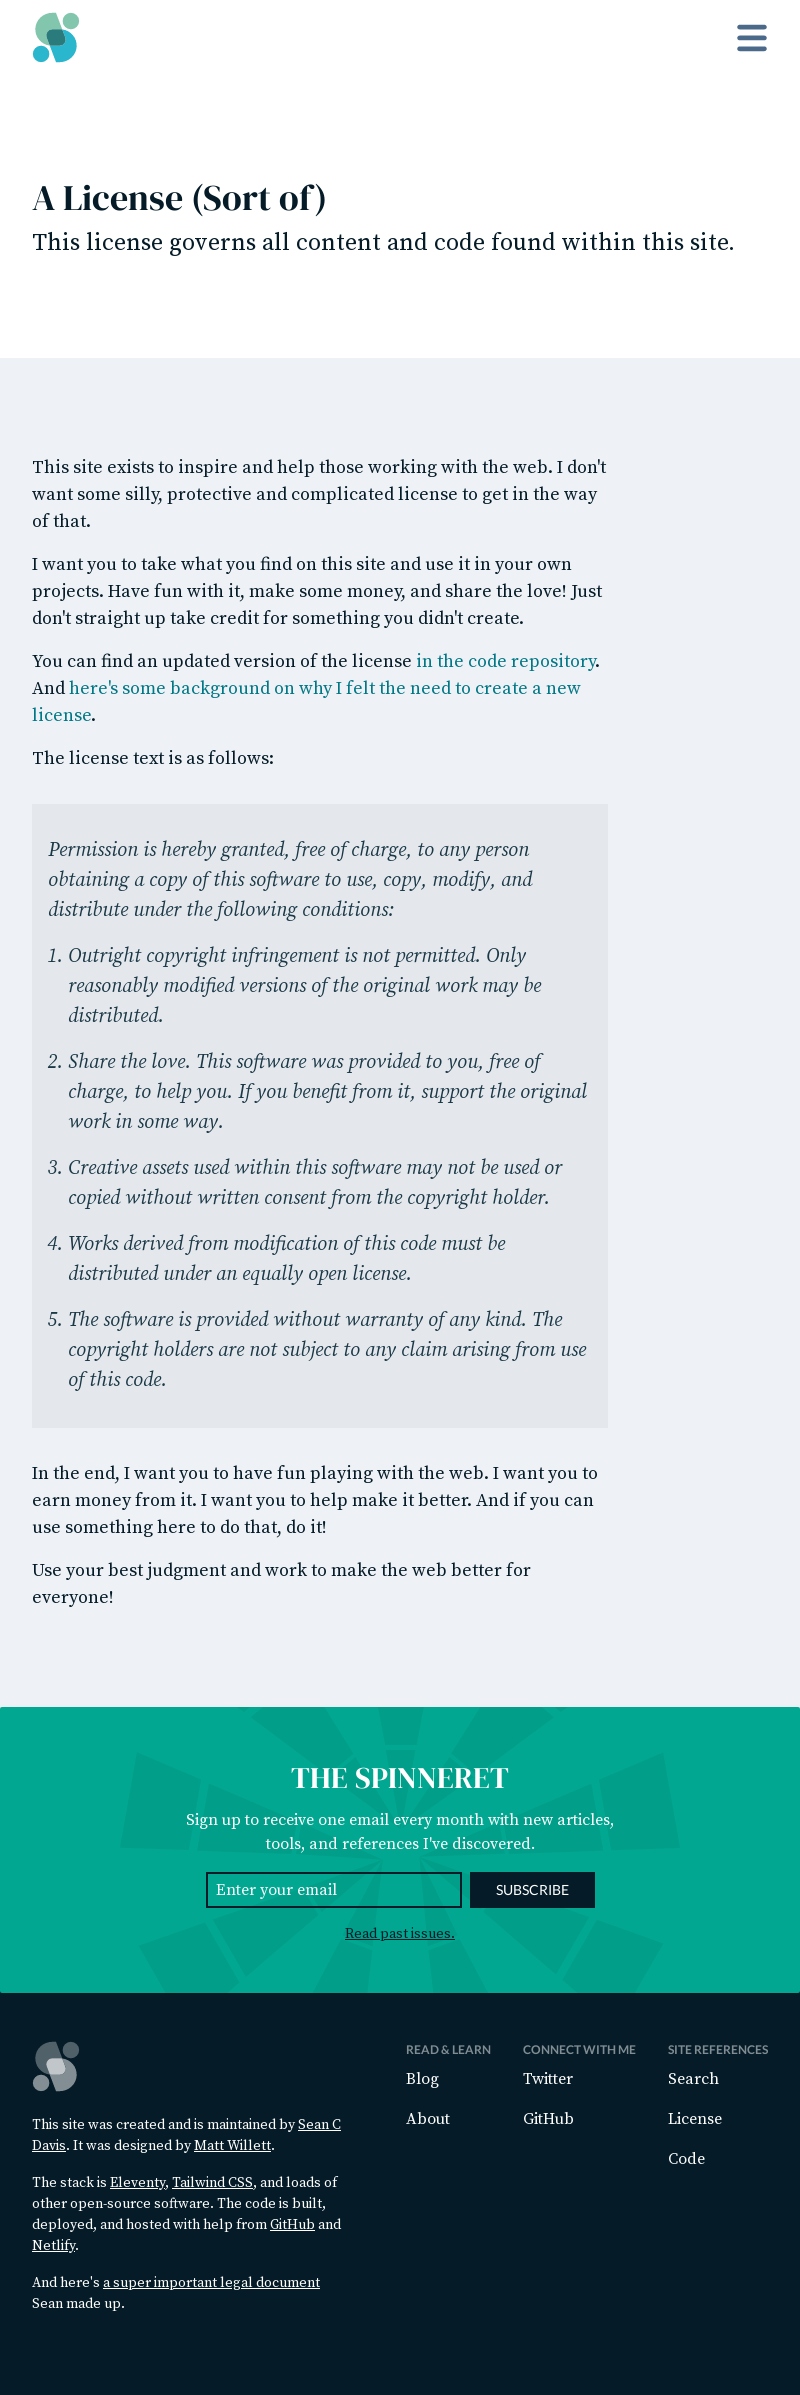 A License (Sort of)
This license governs all content and code found within this site.
This site exists to inspire and help those working with the web. I don't
want some silly, protective and complicated license to get in the way
of that.
I want you to take what you find on this site and use it in your own
projects. Have fun with it, make some money, and share the love! Just
don't straight up take credit for something you didn't create.
You can find an updated version of the license in the code repository.
And here's some background on why I felt the need to create a new
license.
The license text is as follows:
Permission is hereby granted, free of charge, to any person
obtaining a copy of this software to use, copy, modify, and
distribute under the following conditions:
1. Outright copyright infringement is not permitted. Only
reasonably modified versions of the original work may be
distributed.
2. Share the love. This software was provided to you, free of
charge, to help you. If you benefit from it, support the original
work in some way.
3. Creative assets used within this software may not be used or
copied without written consent from the copyright holder.
4. Works derived from modification of this code must be
distributed under an equally open license.
5. The software is provided without warranty of any kind. The
copyright holders are not subject to any claim arising from use
of this code.
In the end, I want you to have fun playing with the web. I want you to
earn money from it. I want you to help make it better. And if you can
use something here to do that, do it!
Use your best judgment and work to make the web better for
everyone!
THE SPINNERET
Sign up to receive one email every month with new articles,
tools, and references I've discovered.
Enter your email
SUBSCRIBE
Read past issues.
This site was created and is maintained by Sean C
Davis. It was designed by Matt Willett.
The stack is Eleventy, Tailwind CSS, and loads of
other open-source software. The code is built,
deployed, and hosted with help from GitHub and
Netlify.
And here's a super important legal document
Sean made up.
READ & LEARN
Blog
About
CONNECT WITH ME
Twitter
GitHub
SITE REFERENCES
Search
License
Code